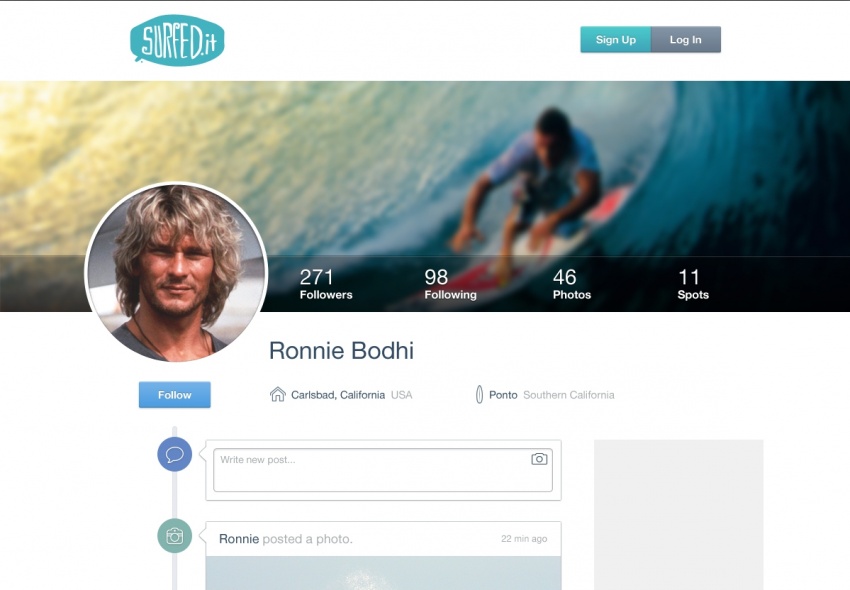 SURFED.it
Sign Up Log In
271 98 46 11
Followers Following Photos Spots
Ronnie Bodhi
Follow Carlsbad, California USA Ponto Southern California
Write new post...
Ronnie posted a photo. 22 min ago